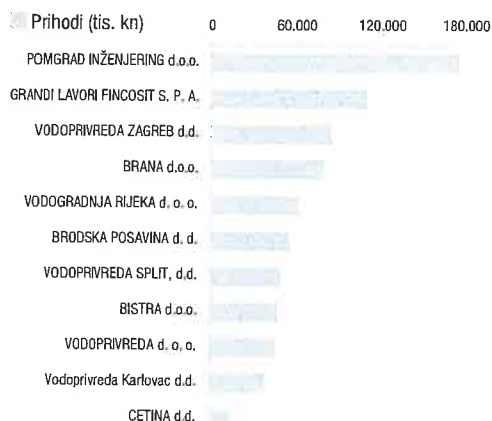 Prihodi (tis. kn) 0 60.000 120.000 180.000
POMGRAD INŽENJERING d.o.o.
GRANDI LAVORI FINCOSIT S. P. A.
VODOPRIVREDA ZAGREB d.d.
BRANA d.o.o.
VODOGRADNJA RIJEKA d. o. o.
BRODSKA POSAVINA d. d.
VODOPRIVREDA SPLIT, d.d.
BISTRA d.o.o.
VODOPRIVREDA d. o. o.
Vodoprivreda Karlovac d.d.
CETINA d.d.